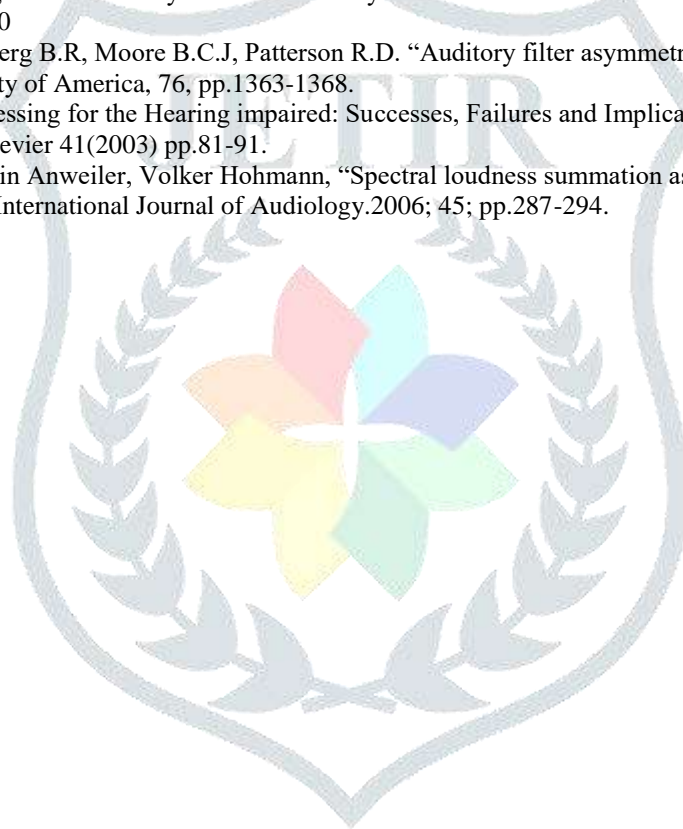 0
erg B.R, Moore B.C.J, Patterson R.D. “Auditory filter asymmetr
ty of America, 76, pp.1363-1368.
essing for the Hearing impaired: Successes, Failures and Implica
evier 41(2003) pp.81-91.
in Anweiler, Volker Hohmann, “Spectral loudness summation as
International Journal of Audiology.2006; 45; pp.287-294.
JETIR